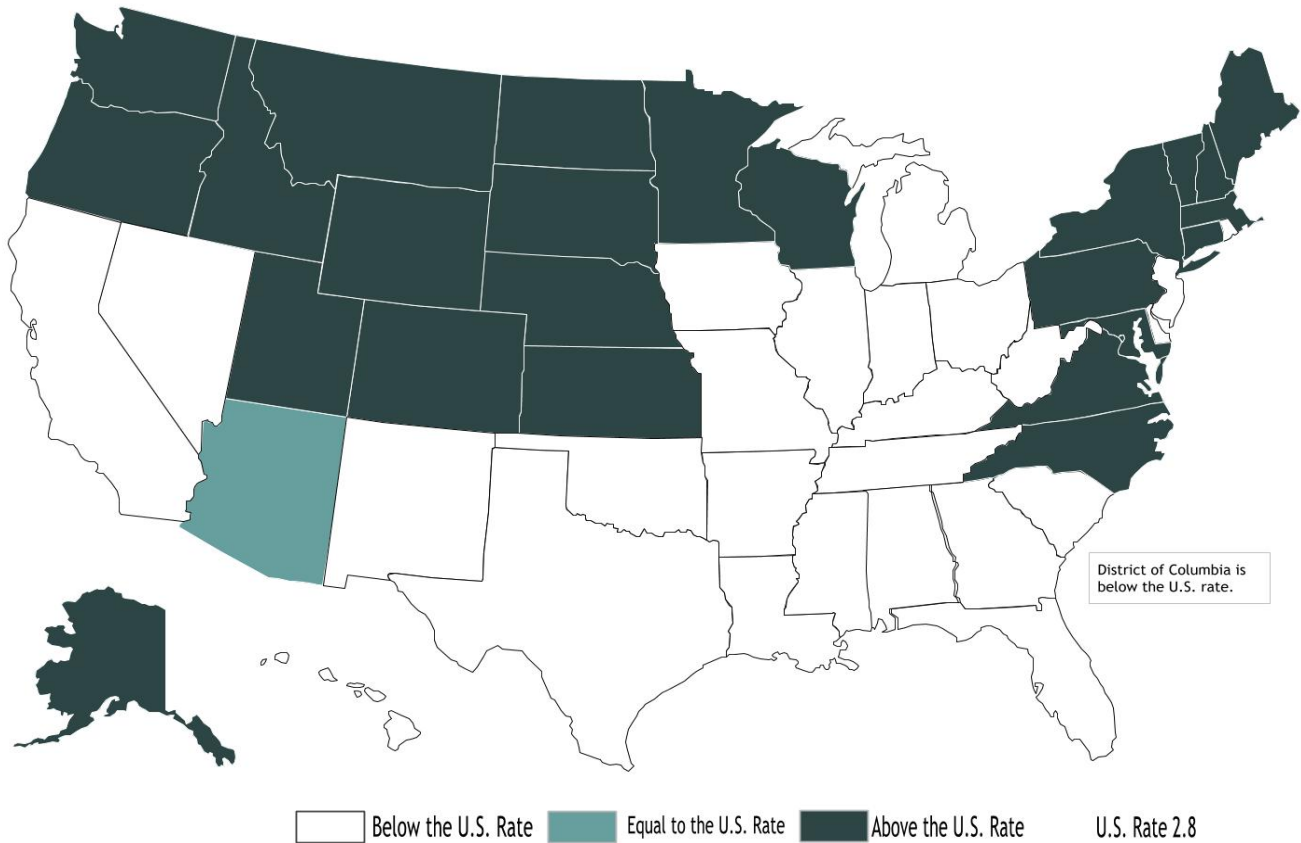 District of Columbia is
below the U.S. rate.
Below the U.S. Rate
Equal to the U.S. Rate
Above the U.S. Rate
U.S. Rate 2.8